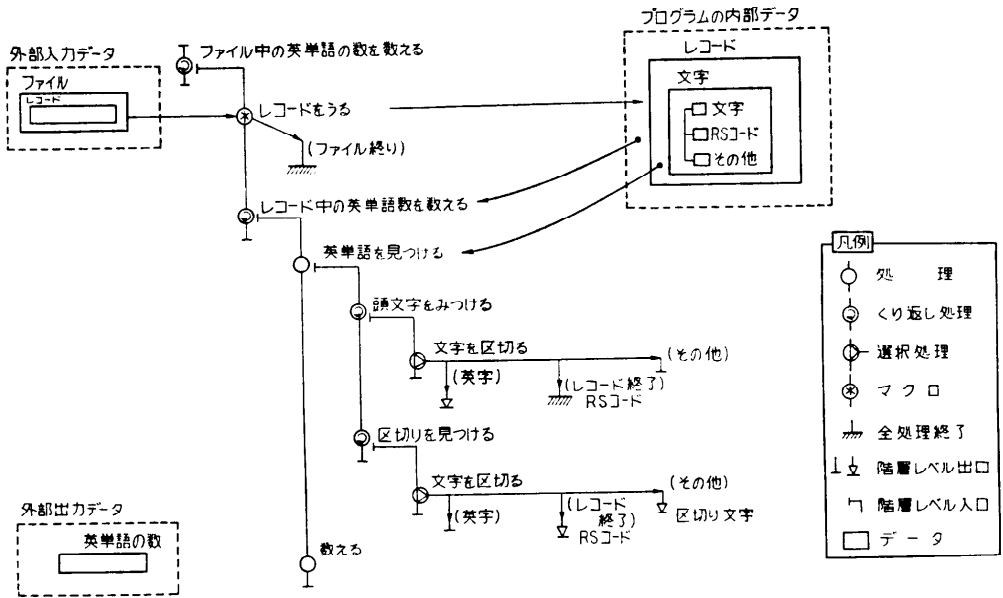 外部入力データ
ファイル
レコード
ファイル中の英単語の数を数える
レコードをうる
(ファイル終り)
レコード中の英単語数を数える
英単語を見つける
頭文字をみつける
文字を区切る
(英字)
(レコード終了)
RSコード
(その他)
区切りを見つける
文字を区切る
(英字)
(レコード
終了)
RSコード
(その他)
区切り文字
数える
外部出力データ
英単語の数
プログラムの内部データ
レコード
文字
文字
RSコード
その他
凡例
処 理
くり返し処理
選択処理
マクロ
全処理終了
階層レベル出口
階層レベル入口
データ